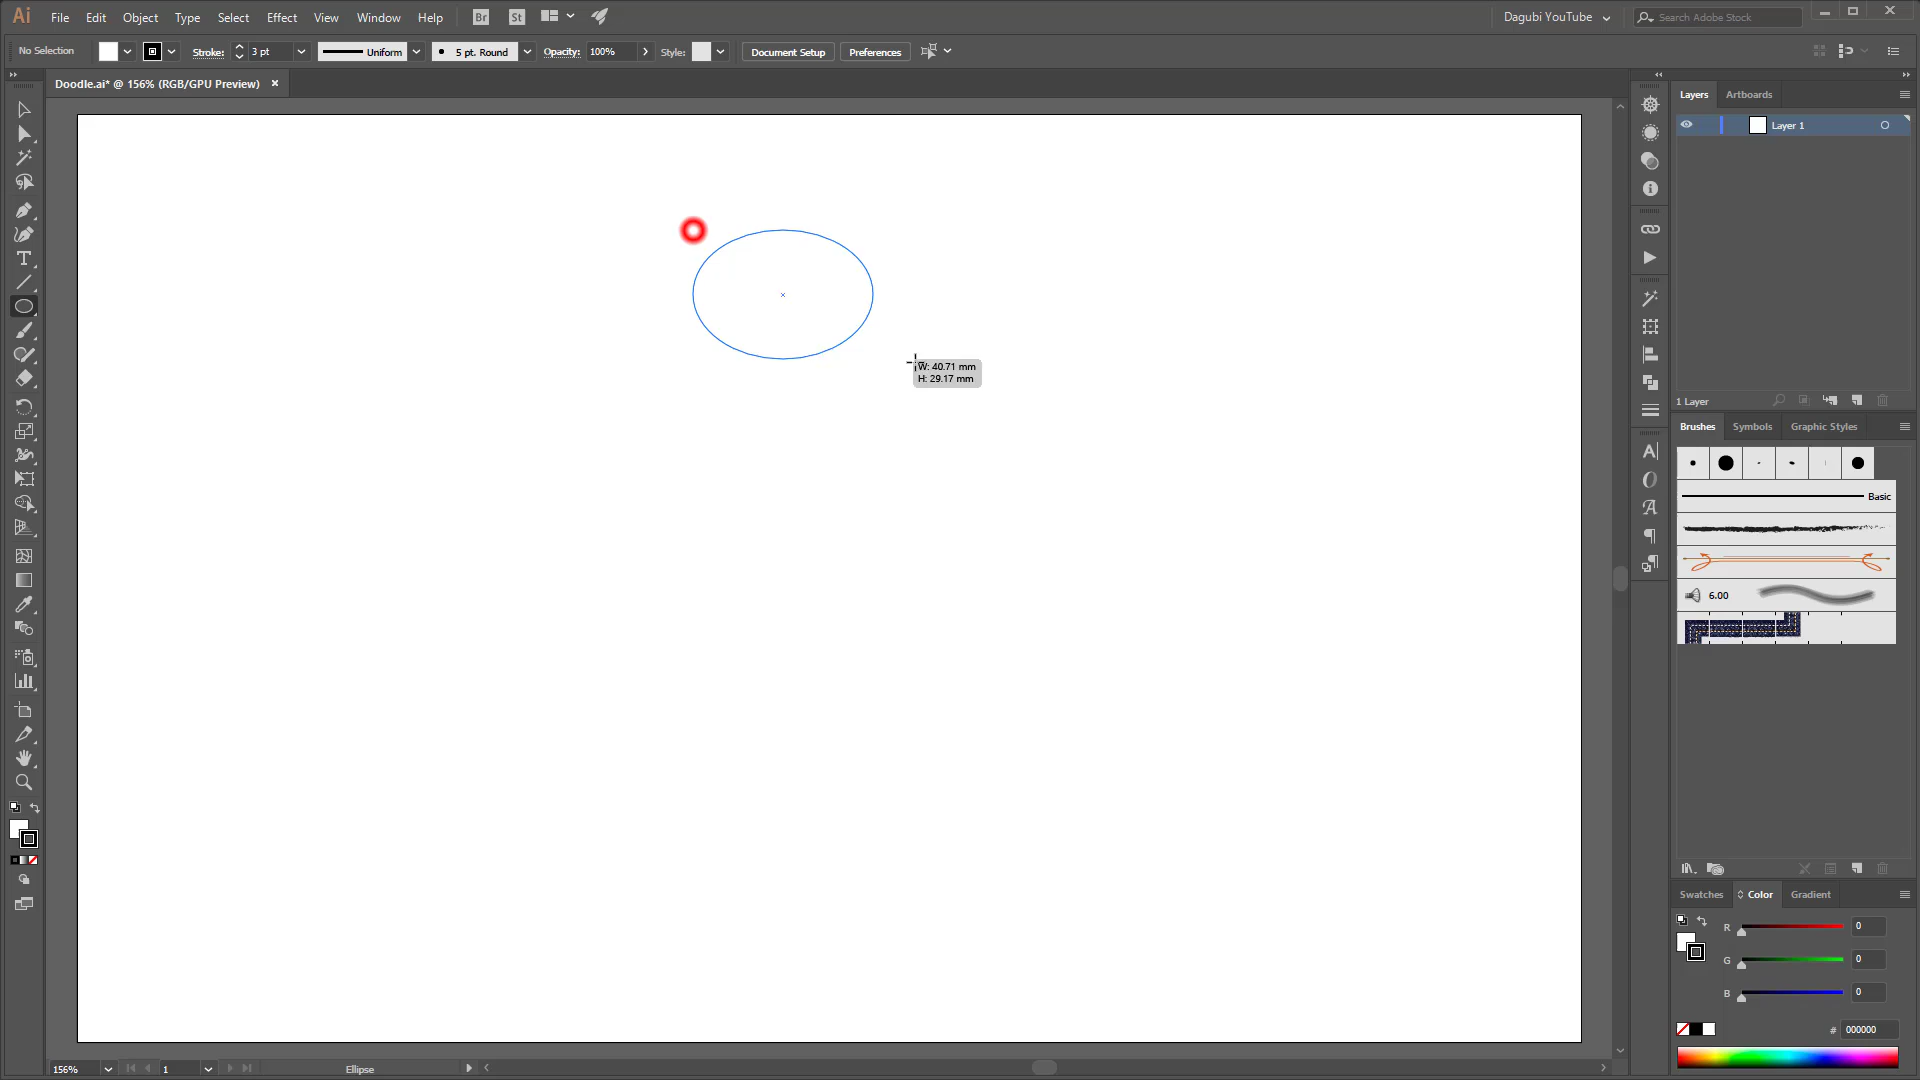 Ai File Edit Object Type Select Effect View Window Help Br St Dagubi YouTube Search Adobe Stock
No Selection Stroke: 3 pt Uniform 5 pt. Round Opacity: 100% Style: Document Setup Preferences
Doodle.ai* @ 156% (RGB/GPU Preview) ×
Layers Artboards
Layer 1
W: 40.71 mm
H: 29.17 mm
1 Layer
Brushes Symbols Graphic Styles
Basic
6.00
Swatches Color Gradient
R 0
G 0
B 0
# 000000
156% 1 Ellipse